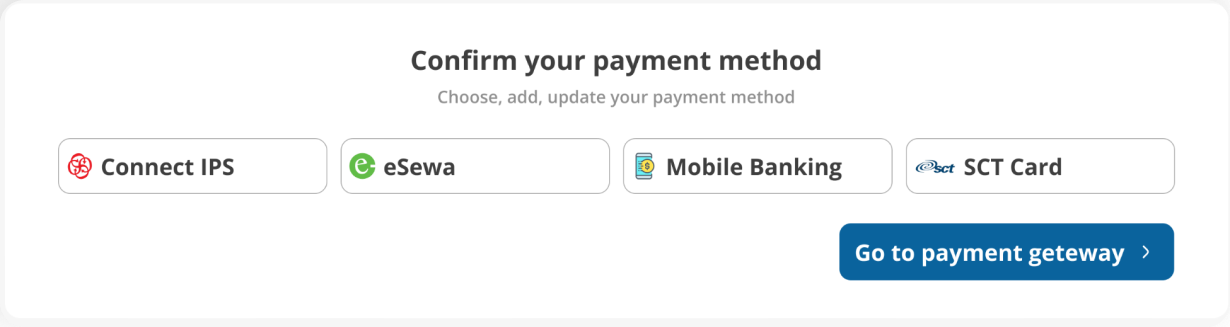 Confirm your payment method
Choose, add, update your payment method
Connect IPS
eSewa
Mobile Banking
sct SCT Card
Go to payment geteway